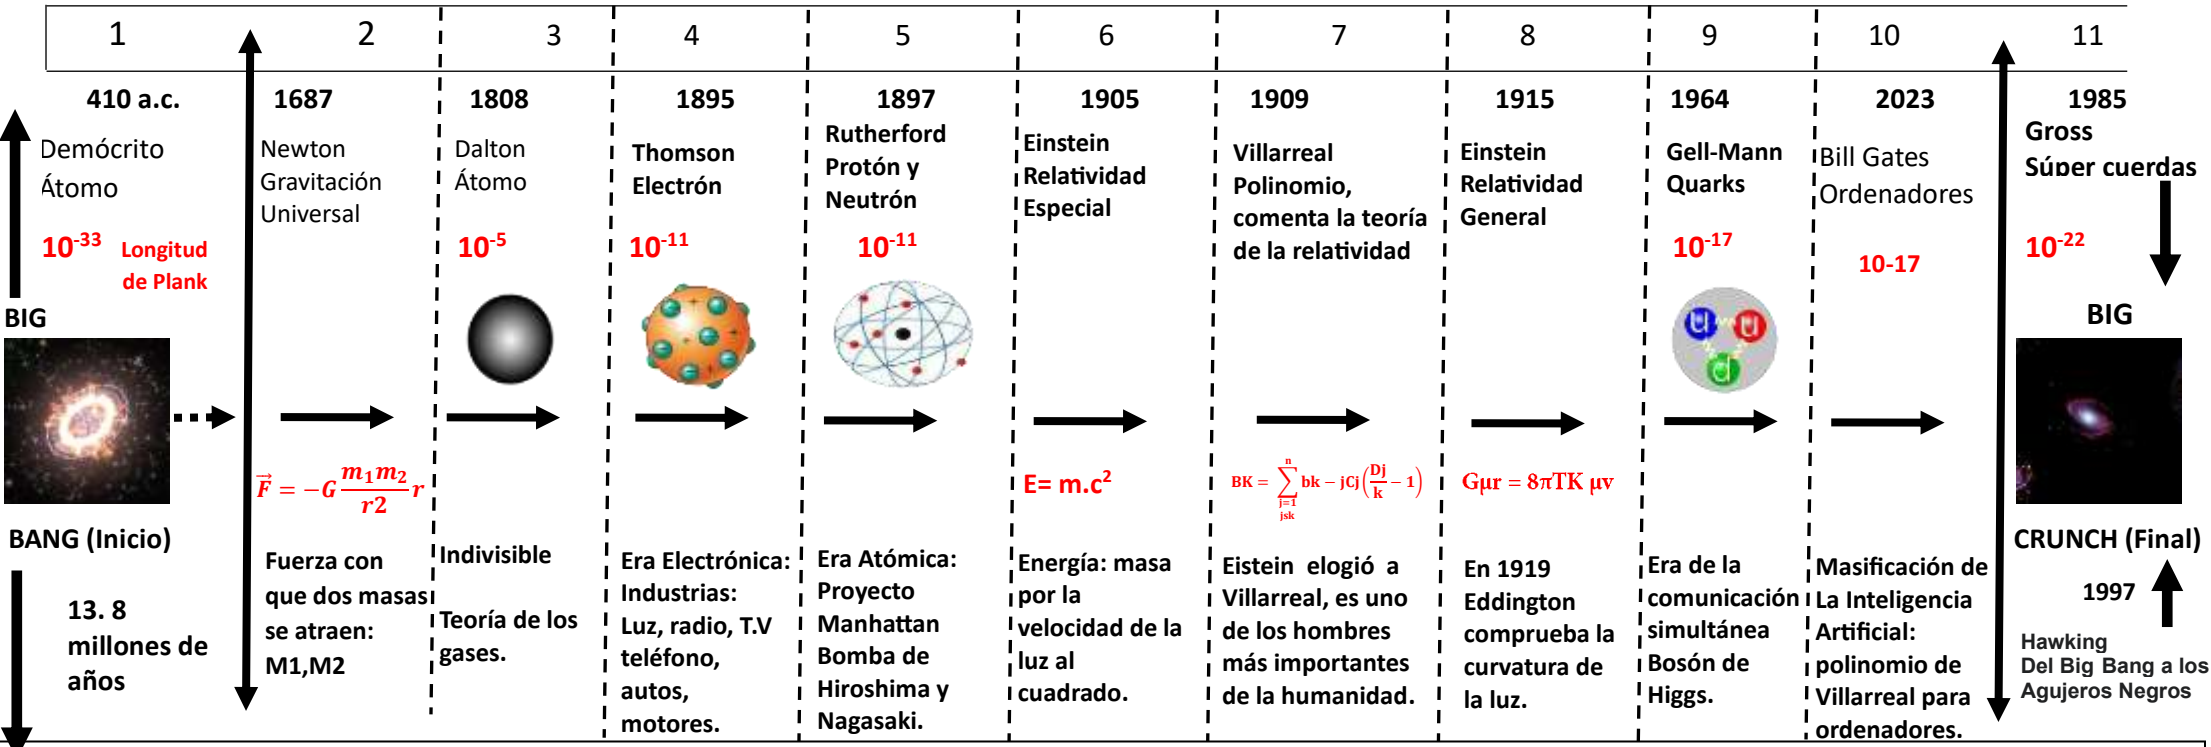 1 2 3 4 5 6 7 8 9 10 11
410 a.c.
Demócrito
Átomo
10⁻³³ Longitud
de Plank
BIG
BANG (Inicio)
13. 8
millones de
años
1687
Newton
Gravitación
Universal
F⃗ = −G m₁m₂/r2 r
Fuerza con
que dos masas
se atraen:
M1,M2
1808
Dalton
Átomo
10⁻⁵
Indivisible
Teoría de los
gases.
1895
Thomson
Electrón
10⁻¹¹
Era Electrónica:
Industrias:
Luz, radio, T.V
teléfono,
autos,
motores.
1897
Rutherford
Protón y
Neutrón
10⁻¹¹
Era Atómica:
Proyecto
Manhattan
Bomba de
Hiroshima y
Nagasaki.
1905
Einstein
Relatividad
Especial
E= m.c²
Energía: masa
por la
velocidad de la
luz al
cuadrado.
1909
Villarreal
Polinomio,
comenta la teoría
de la relatividad
n
BK = ∑ bk − jCj(Dj/k − 1)
j=1
jsk
Eistein elogió a
Villarreal, es uno
de los hombres
más importantes
de la humanidad.
1915
Einstein
Relatividad
General
Gμr = 8πTK μv
En 1919
Eddington
comprueba la
curvatura de
la luz.
1964
Gell-Mann
Quarks
10⁻¹⁷
u u
d
Era de la
comunicación
simultánea
Bosón de
Higgs.
2023
Bill Gates
Ordenadores
10-17
Masificación de
La Inteligencia
Artificial:
polinomio de
Villarreal para
ordenadores.
1985
Gross
Súper cuerdas
10⁻²²
BIG
CRUNCH (Final)
1997
Hawking
Del Big Bang a los
Agujeros Negros